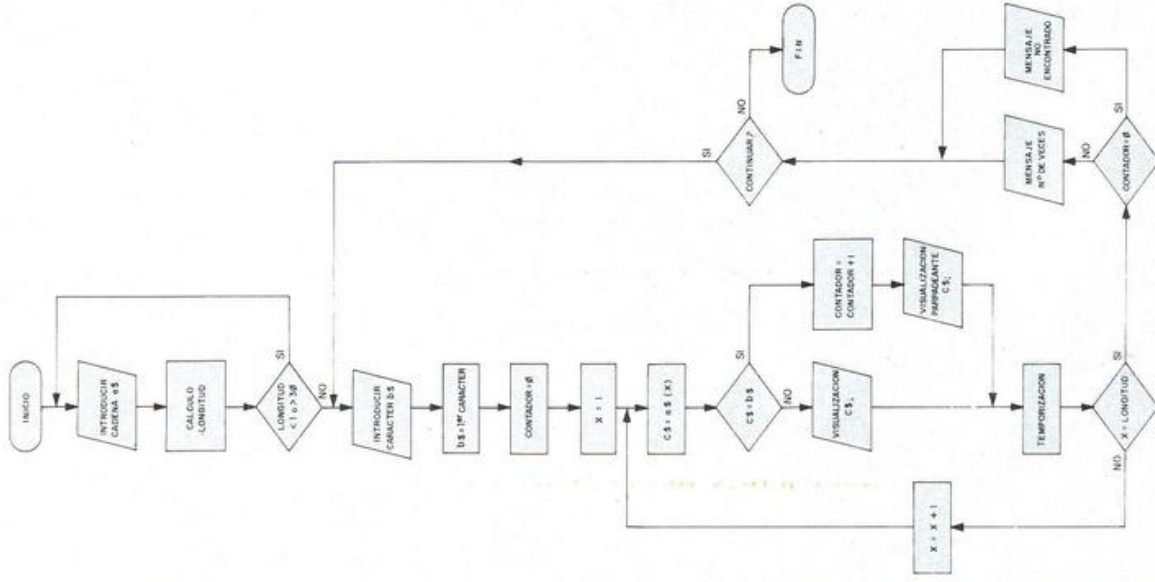 INICIO
INTRODUCIR
CADENA a$
CALCULO
LONGITUD
LONGITUD
< 1 o > 3Ø
SI
NO
INTRODUCIR
CARACTER b$
b$=1er CARACTER
CONTADOR=Ø
X = 1
C$= a$ (X)
C$= b$
SI
NO
CONTADOR =
CONTADOR +1
VISUALIZACION
PARPADEANTE
C$;
VISUALIZACION
C$;
TEMPORIZACION
X= LONGITUD
NO
SI
X = X + 1
CONTADOR=Ø
NO
SI
MENSAJE
Nº DE VECES
MENSAJE
NO
ENCONTRADO
CONTINUAR?
SI
NO
FIN